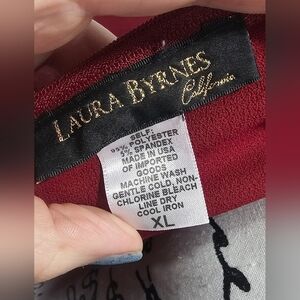 LAURA BYRNES
California
SELF:
95% POLYESTER
5% SPANDEX
MADE IN USA
OF IMPORTED
GOODS
MACHINE WASH
GENTLE COLD, NON-
CHLORINE BLEACH
LINE DRY
COOL IRON
XL